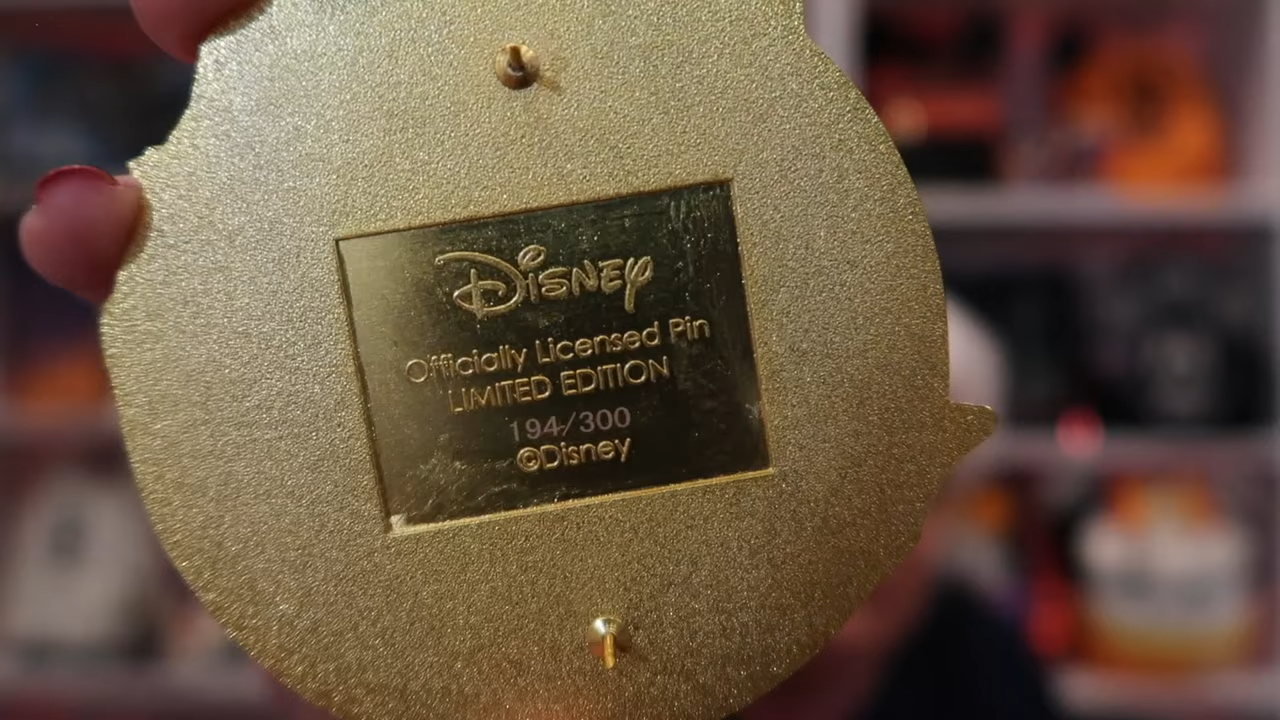 Disney
Officially Licensed Pin
LIMITED EDITION
194/300
©Disney